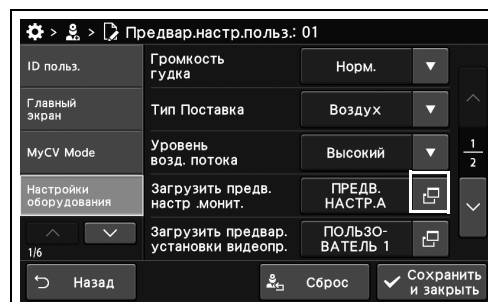 > > Предвар.настр.польз.: 01
ID польз.
Главный
экран
MyCV Mode
Настройки
оборудования
1/6
Громкость
гудка
Норм.
Тип Поставка
Воздух
Уровень
возд. потока
Высокий
Загрузить предв.
настр .монит.
ПРЕДВ.
НАСТР.А
Загрузить предвар.
установки видеопр.
ПОЛЬЗО-
ВАТЕЛЬ 1
1
2
Назад
Сброс
Сохранить
и закрыть